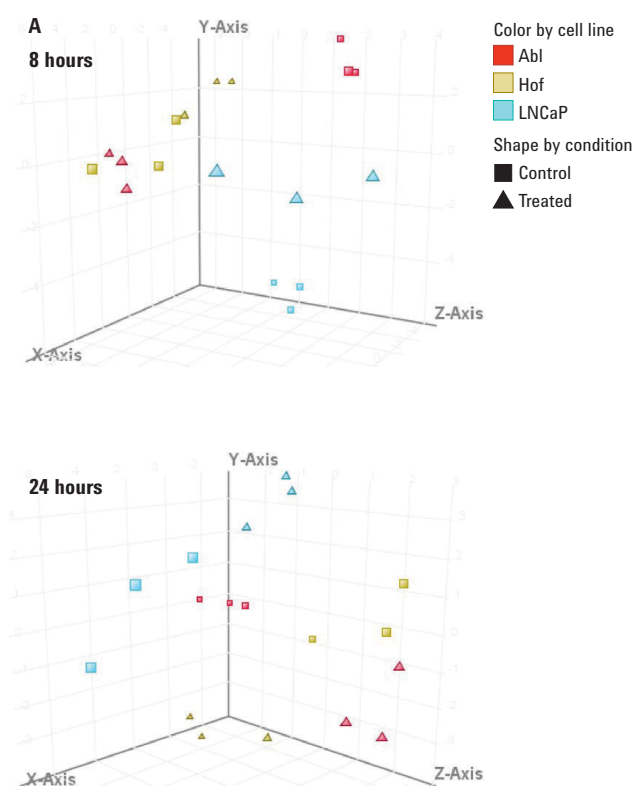 A
8 hours
Y-Axis
Z-Axis
X-Axis
Color by cell line
Abl
Hof
LNCaP
Shape by condition
Control
Treated
24 hours
Y-Axis
Z-Axis
X-Axis